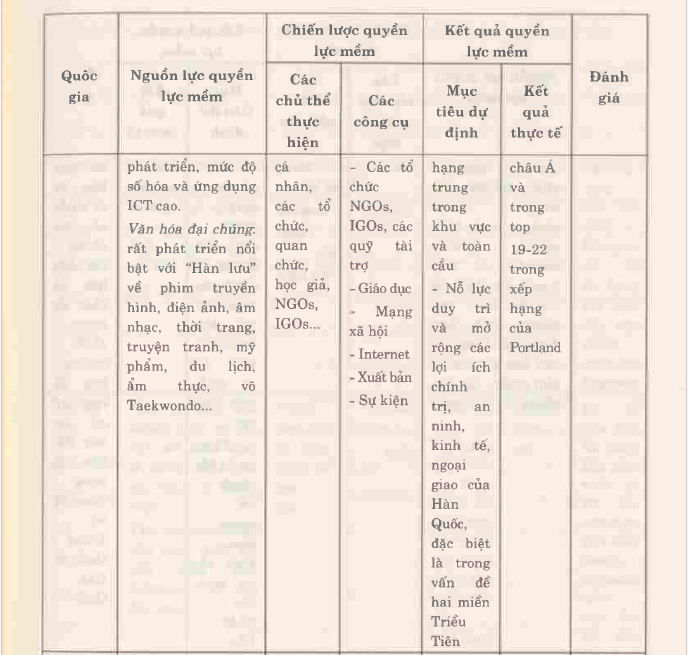 Quốc
gia
Nguồn lực quyền
lực mềm
Chiến lược quyền
lực mềm
Các
chủ thể
thực
hiện
Các
công cụ
Kết quả quyền
lực mềm
Mục
tiêu dự
định
Kết
quả
thực tế
Đánh
giá
phát triển, mức độ
số hóa và ứng dụng
ICT cao.
Văn hóa đại chúng:
rất phát triển nổi
bật với “Hàn lưu”
về phim truyền
hình, điện ảnh, âm
nhạc, thời trang,
truyện tranh, mỹ
phẩm, du lịch,
ẩm thực, võ
Taekwondo...
cá
nhân,
các tổ
chức,
quan
chức,
học giả,
NGOs,
IGOs...
- Các tổ
chức
NGOs,
IGOs, các
quỹ tài
trợ
- Giáo dục
- Mạng
xã hội
- Internet
- Xuất bản
- Sự kiện
hạng
trung
trong
khu vực
và toàn
cầu
- Nỗ lực
duy trì
và mở
rộng các
lợi ích
chính
trị, an
ninh,
kinh tế,
ngoại
giao của
Hàn
Quốc,
đặc biệt
là trong
vấn đề
hai miền
Triều
Tiên
châu Á
và
trong
top
19-22
trong
xếp
hạng
của
Portland